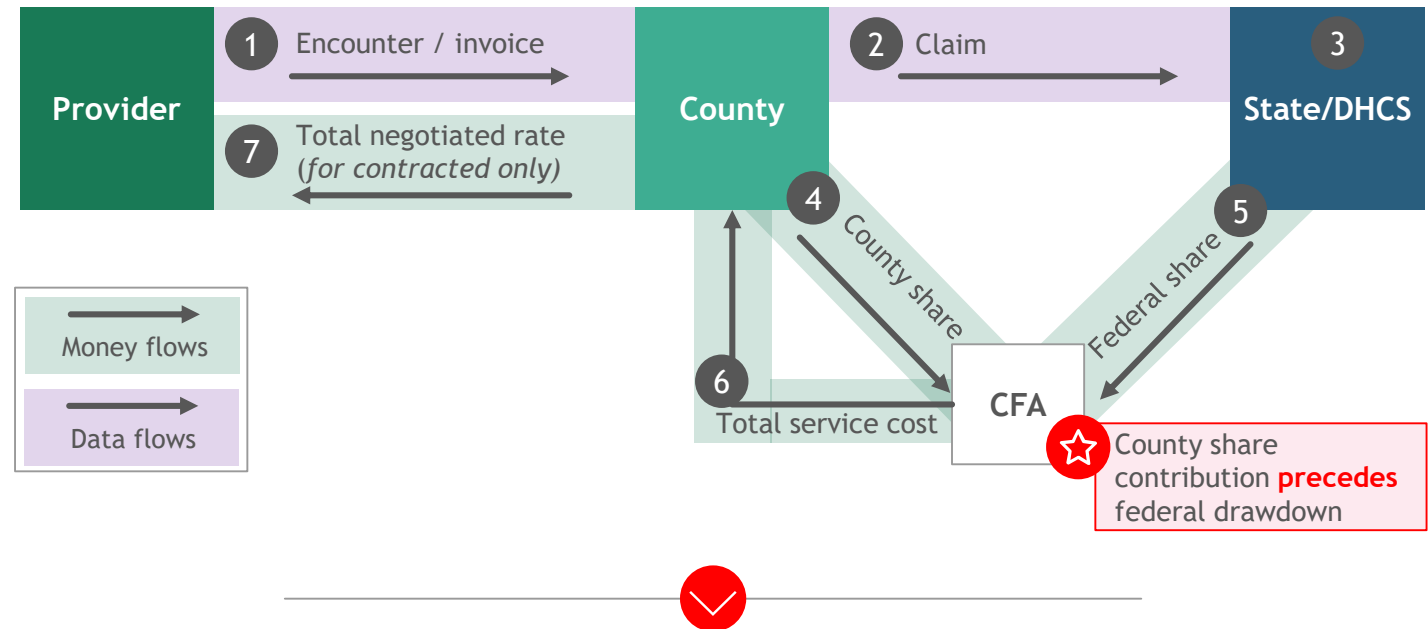 Provider
1
Encounter / invoice
County
2
Claim
3
State/DHCS
7
Total negotiated rate
(for contracted only)
4
County share
5
Federal share
Money flows
Data flows
6
Total service cost
CFA
County share
contribution precedes
federal drawdown